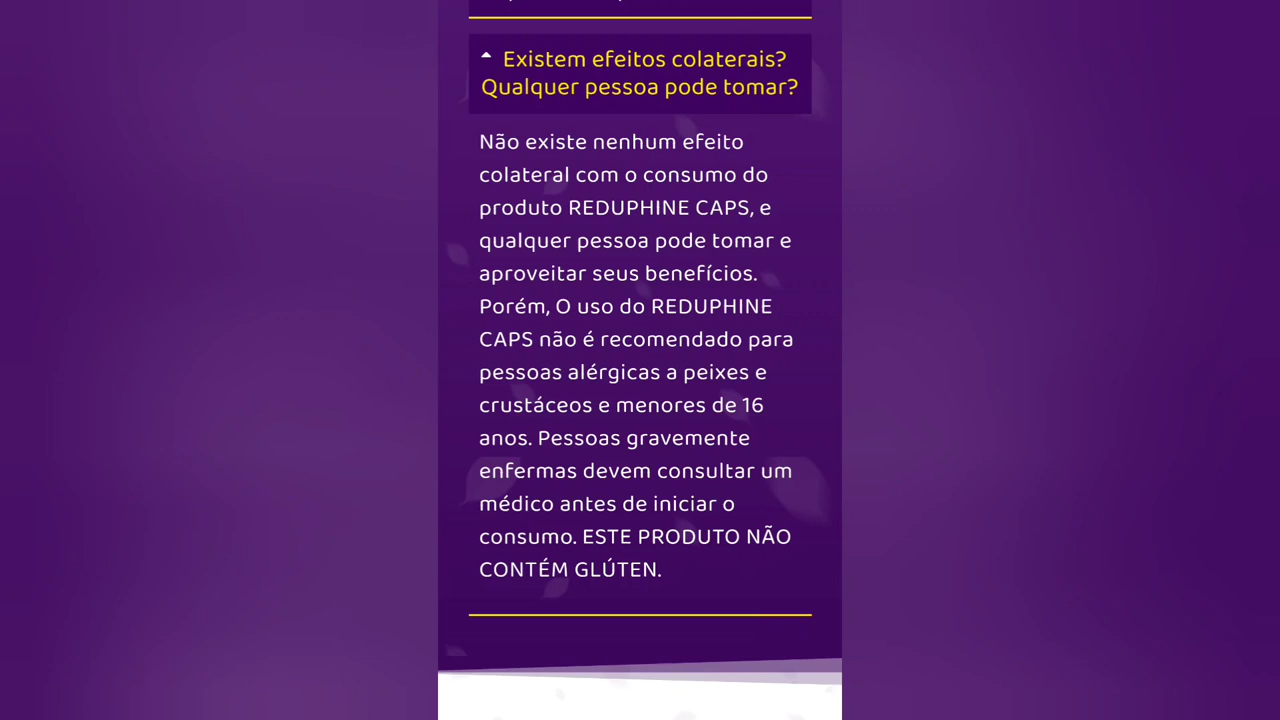 Existem efeitos colaterais?
Qualquer pessoa pode tomar?
Não existe nenhum efeito
colateral com o consumo do
produto REDUPHINE CAPS, e
qualquer pessoa pode tomar e
aproveitar seus benefícios.
Porém, O uso do REDUPHINE
CAPS não é recomendado para
pessoas alérgicas a peixes e
crustáceos e menores de 16
anos. Pessoas gravemente
enfermas devem consultar um
médico antes de iniciar o
consumo. ESTE PRODUTO NÃO
CONTÉM GLÚTEN.